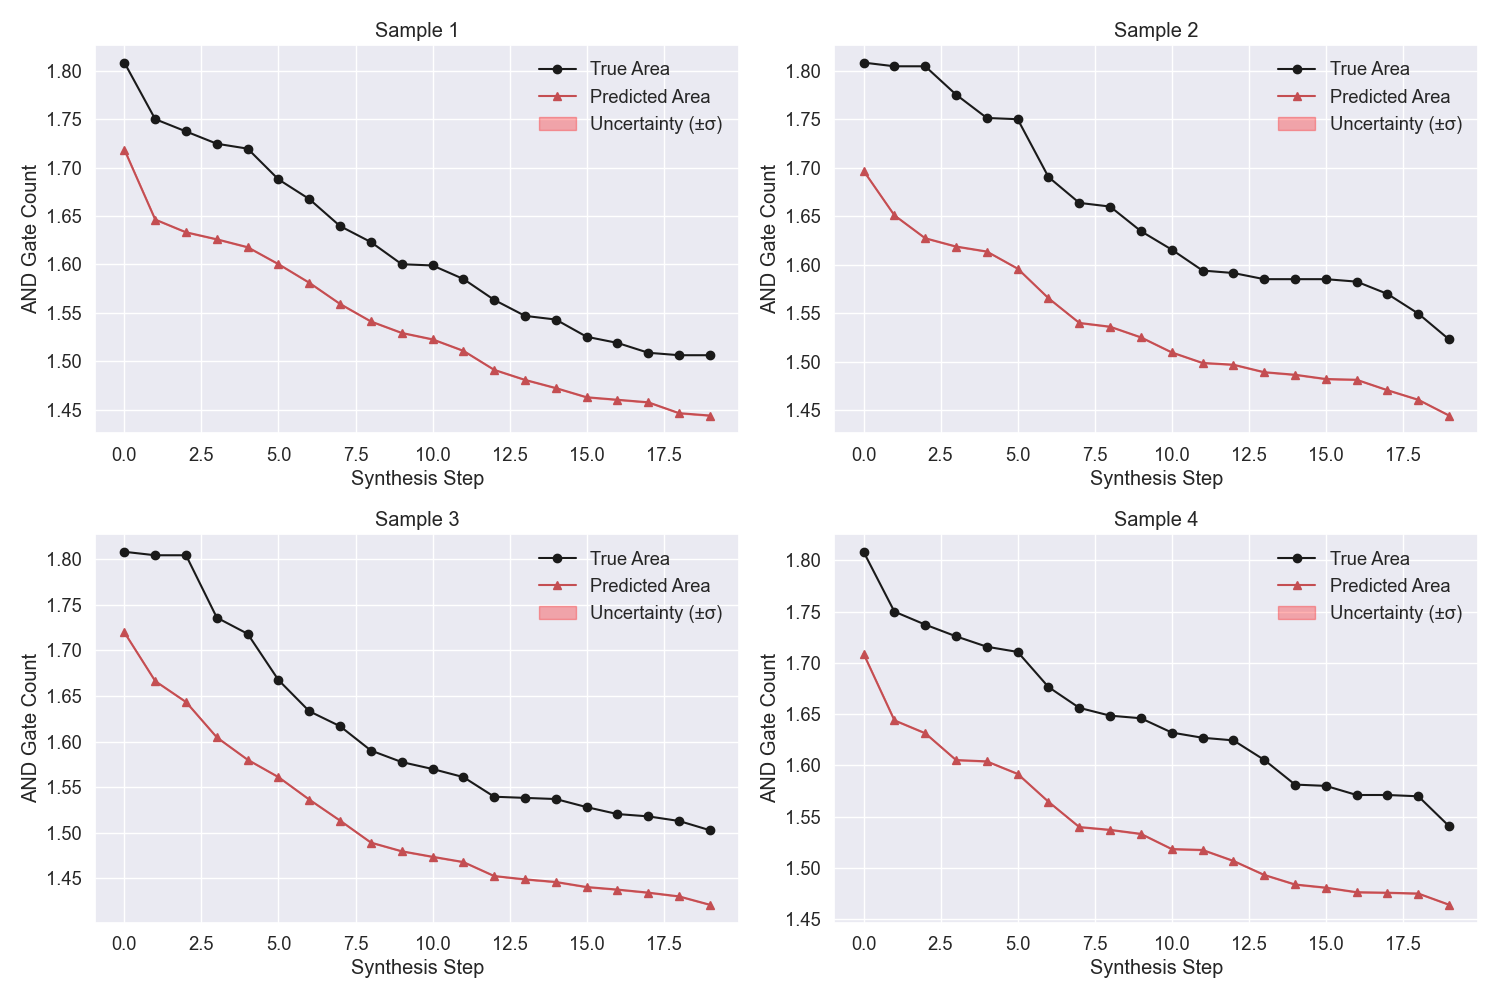 Sample 1
True Area
Predicted Area
Uncertainty (±σ)
AND Gate Count
1.80
1.75
1.70
1.65
1.60
1.55
1.50
1.45
0.0 2.5 5.0 7.5 10.0 12.5 15.0 17.5
Synthesis Step
Sample 2
True Area
Predicted Area
Uncertainty (±σ)
AND Gate Count
1.80
1.75
1.70
1.65
1.60
1.55
1.50
1.45
0.0 2.5 5.0 7.5 10.0 12.5 15.0 17.5
Synthesis Step
Sample 3
True Area
Predicted Area
Uncertainty (±σ)
AND Gate Count
1.80
1.75
1.70
1.65
1.60
1.55
1.50
1.45
0.0 2.5 5.0 7.5 10.0 12.5 15.0 17.5
Synthesis Step
Sample 4
True Area
Predicted Area
Uncertainty (±σ)
AND Gate Count
1.80
1.75
1.70
1.65
1.60
1.55
1.50
1.45
0.0 2.5 5.0 7.5 10.0 12.5 15.0 17.5
Synthesis Step